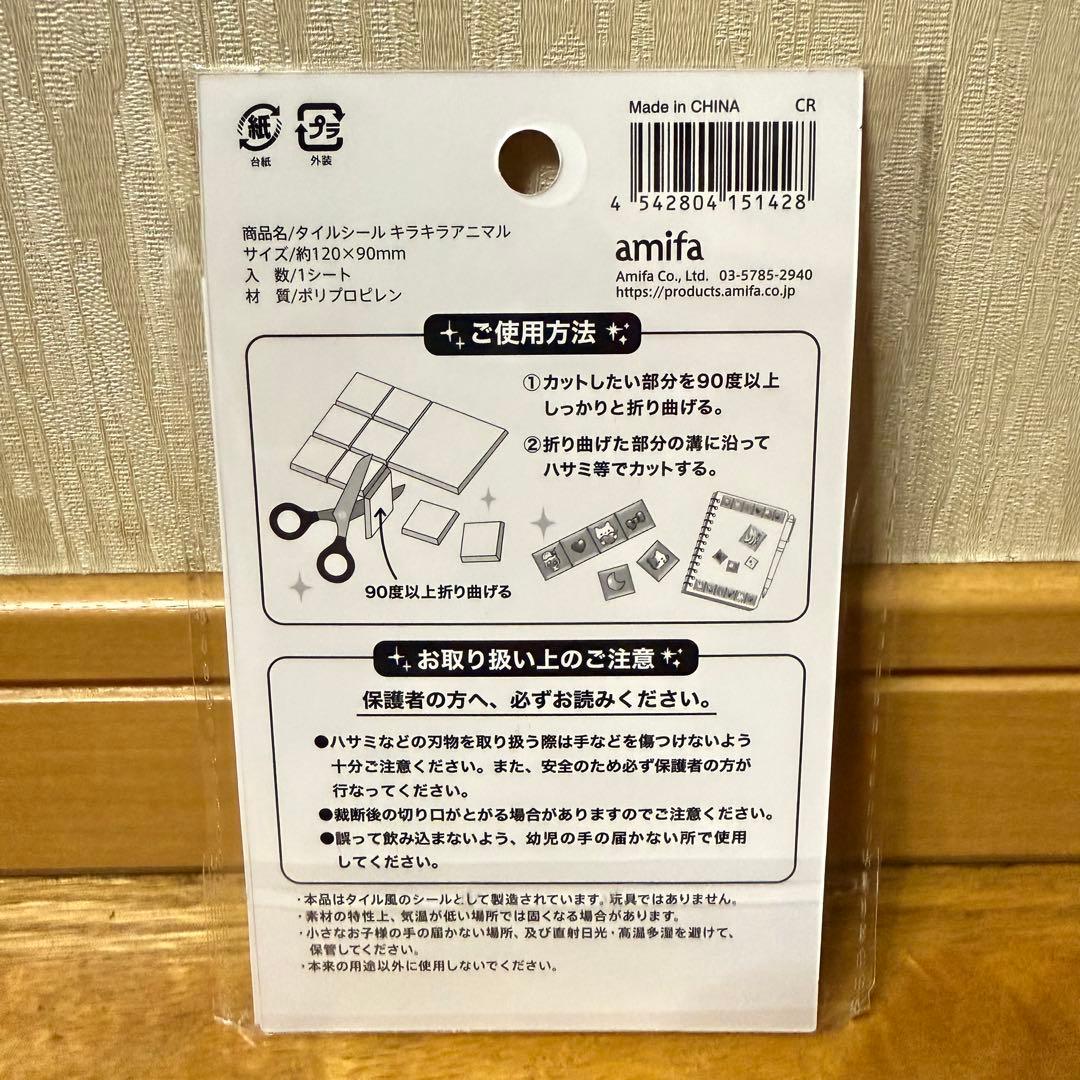 紙
台紙
プラ
外装
Made in CHINA CR
4 542804 151428
商品名/タイルシール キラキラアニマル
サイズ/約120×90mm
入 数/1シート
材 質/ポリプロピレン
amifa
Amifa Co., Ltd. 03-5785-2940
https://products.amifa.co.jp
ご使用方法
①カットしたい部分を90度以上
しっかりと折り曲げる。
②折り曲げた部分の溝に沿って
ハサミ等でカットする。
90度以上折り曲げる
お取り扱い上のご注意
保護者の方へ、必ずお読みください。
●ハサミなどの刃物を取り扱う際は手などを傷つけないよう
十分ご注意ください。また、安全のため必ず保護者の方が
行なってください。
●裁断後の切り口がとがる場合がありますのでご注意ください。
●誤って飲み込まないよう、幼児の手の届かない所で使用
してください。
・本品はタイル風のシールとして製造されています。玩具ではありません。
・素材の特性上、気温が低い場所では固くなる場合があります。
・小さなお子様の手の届かない場所、及び直射日光・高温多湿を避けて、
保管してください。
・本来の用途以外に使用しないでください。